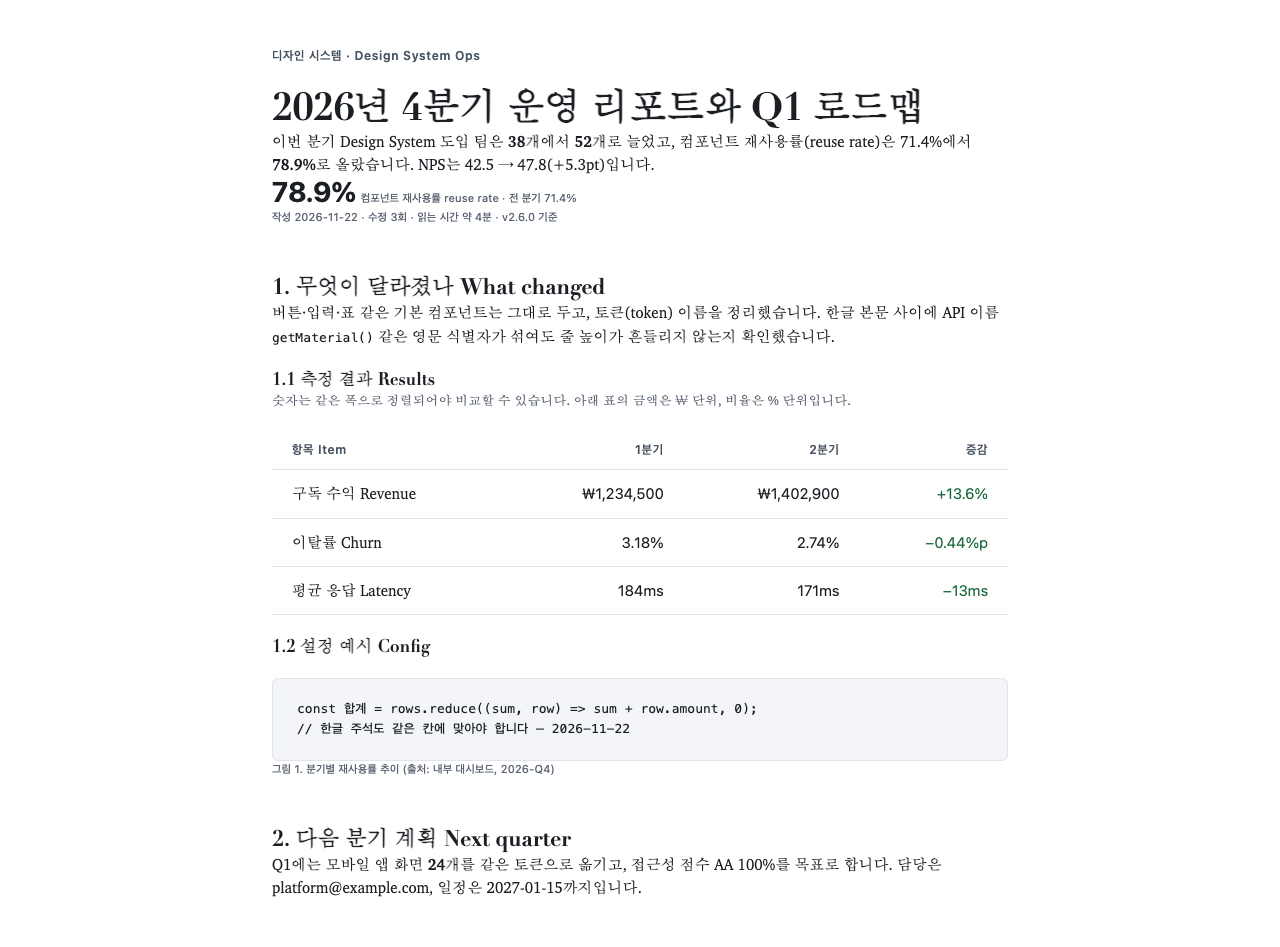 디자인 시스템 · Design System Ops
2026년 4분기 운영 리포트와 Q1 로드맵
이번 분기 Design System 도입 팀은 38개에서 52개로 늘었고, 컴포넌트 재사용률(reuse rate)은 71.4%에서
78.9%로 올랐습니다. NPS는 42.5 → 47.8(+5.3pt)입니다.
78.9% 컴포넌트 재사용률 reuse rate · 전 분기 71.4%
작성 2026-11-22 · 수정 3회 · 읽는 시간 약 4분 · v2.6.0 기준
1. 무엇이 달라졌나 What changed
버튼·입력·표 같은 기본 컴포넌트는 그대로 두고, 토큰(token) 이름을 정리했습니다. 한글 본문 사이에 API 이름
getMaterial() 같은 영문 식별자가 섞여도 줄 높이가 흔들리지 않는지 확인했습니다.
1.1 측정 결과 Results
숫자는 같은 폭으로 정렬되어야 비교할 수 있습니다. 아래 표의 금액은 ₩ 단위, 비율은 % 단위입니다.
항목 Item 1분기 2분기 증감
구독 수익 Revenue ₩1,234,500 ₩1,402,900 +13.6%
이탈률 Churn 3.18% 2.74% −0.44%p
평균 응답 Latency 184ms 171ms −13ms
1.2 설정 예시 Config
const 합계 = rows.reduce((sum, row) => sum + row.amount, 0);
// 한글 주석도 같은 칸에 맞아야 합니다 — 2026-11-22
그림 1. 분기별 재사용률 추이 (출처: 내부 대시보드, 2026-Q4)
2. 다음 분기 계획 Next quarter
Q1에는 모바일 앱 화면 24개를 같은 토큰으로 옮기고, 접근성 점수 AA 100%를 목표로 합니다. 담당은
platform@example.com, 일정은 2027-01-15까지입니다.